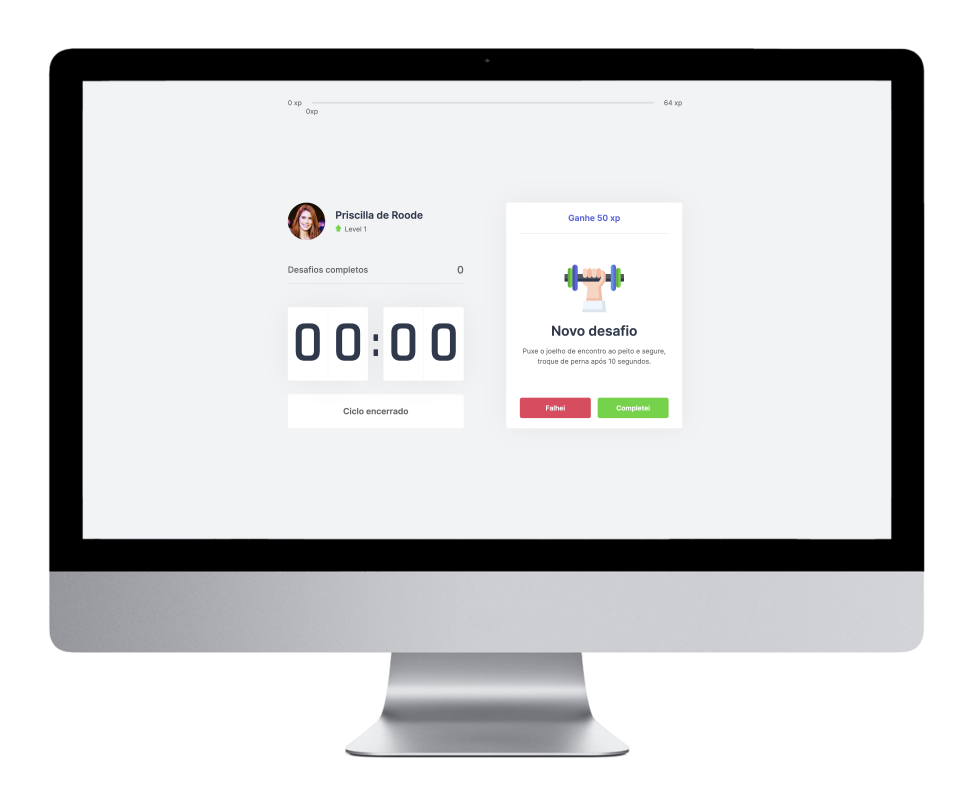 0 xp
64 xp
0xp
Priscilla de Roode
Level 1
Desafios completos
0
00:00
Ciclo encerrado
Ganhe 50 xp
Novo desafio
Puxe o joelho de encontro ao peito e segure,
troque de perna após 10 segundos.
Falhei
Completei